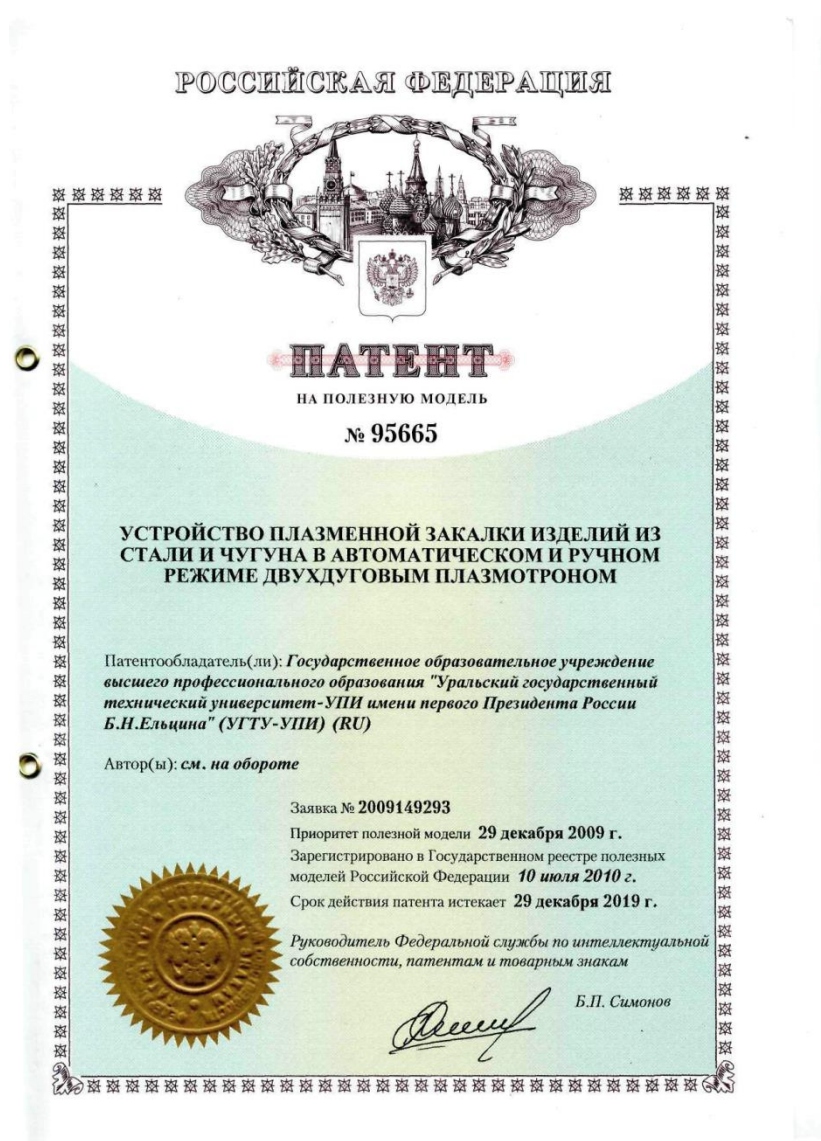 РОССИЙСКАЯ ФЕДЕРАЦИЯ
ПАТЕНТ
НА ПОЛЕЗНУЮ МОДЕЛЬ
№ 95665
УСТРОЙСТВО ПЛАЗМЕННОЙ ЗАКАЛКИ ИЗДЕЛИЙ ИЗ
СТАЛИ И ЧУГУНА В АВТОМАТИЧЕСКОМ И РУЧНОМ
РЕЖИМЕ ДВУХДУГОВЫМ ПЛАЗМОТРОНОМ
Патентообладатель(ли): Государственное образовательное учреждение
высшего профессионального образования "Уральский государственный
технический университет-УПИ имени первого Президента России
Б.Н.Ельцина" (УГТУ-УПИ) (RU)
Автор(ы): см. на обороте
Заявка № 2009149293
Приоритет полезной модели 29 декабря 2009 г.
Зарегистрировано в Государственном реестре полезных
моделей Российской Федерации 10 июля 2010 г.
Срок действия патента истекает 29 декабря 2019 г.
Руководитель Федеральной службы по интеллектуальной
собственности, патентам и товарным знакам
Б.П. Симонов